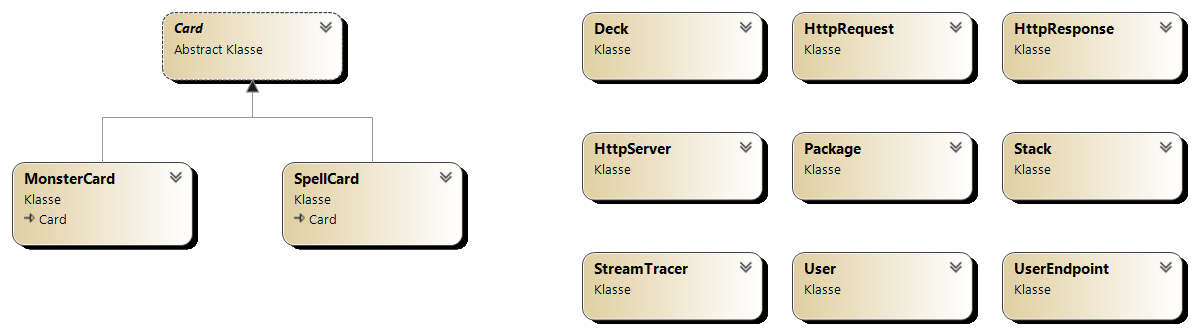 Card
Abstract Klasse
MonsterCard
Klasse
Card
SpellCard
Klasse
Card
Deck
Klasse
HttpRequest
Klasse
HttpResponse
Klasse
HttpServer
Klasse
Package
Klasse
Stack
Klasse
StreamTracer
Klasse
User
Klasse
UserEndpoint
Klasse